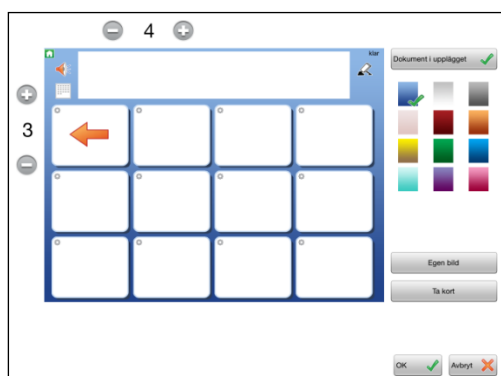 4
klar
Dokument i upplägget
3
Egen bild
Ta kort
OK
Avbryt